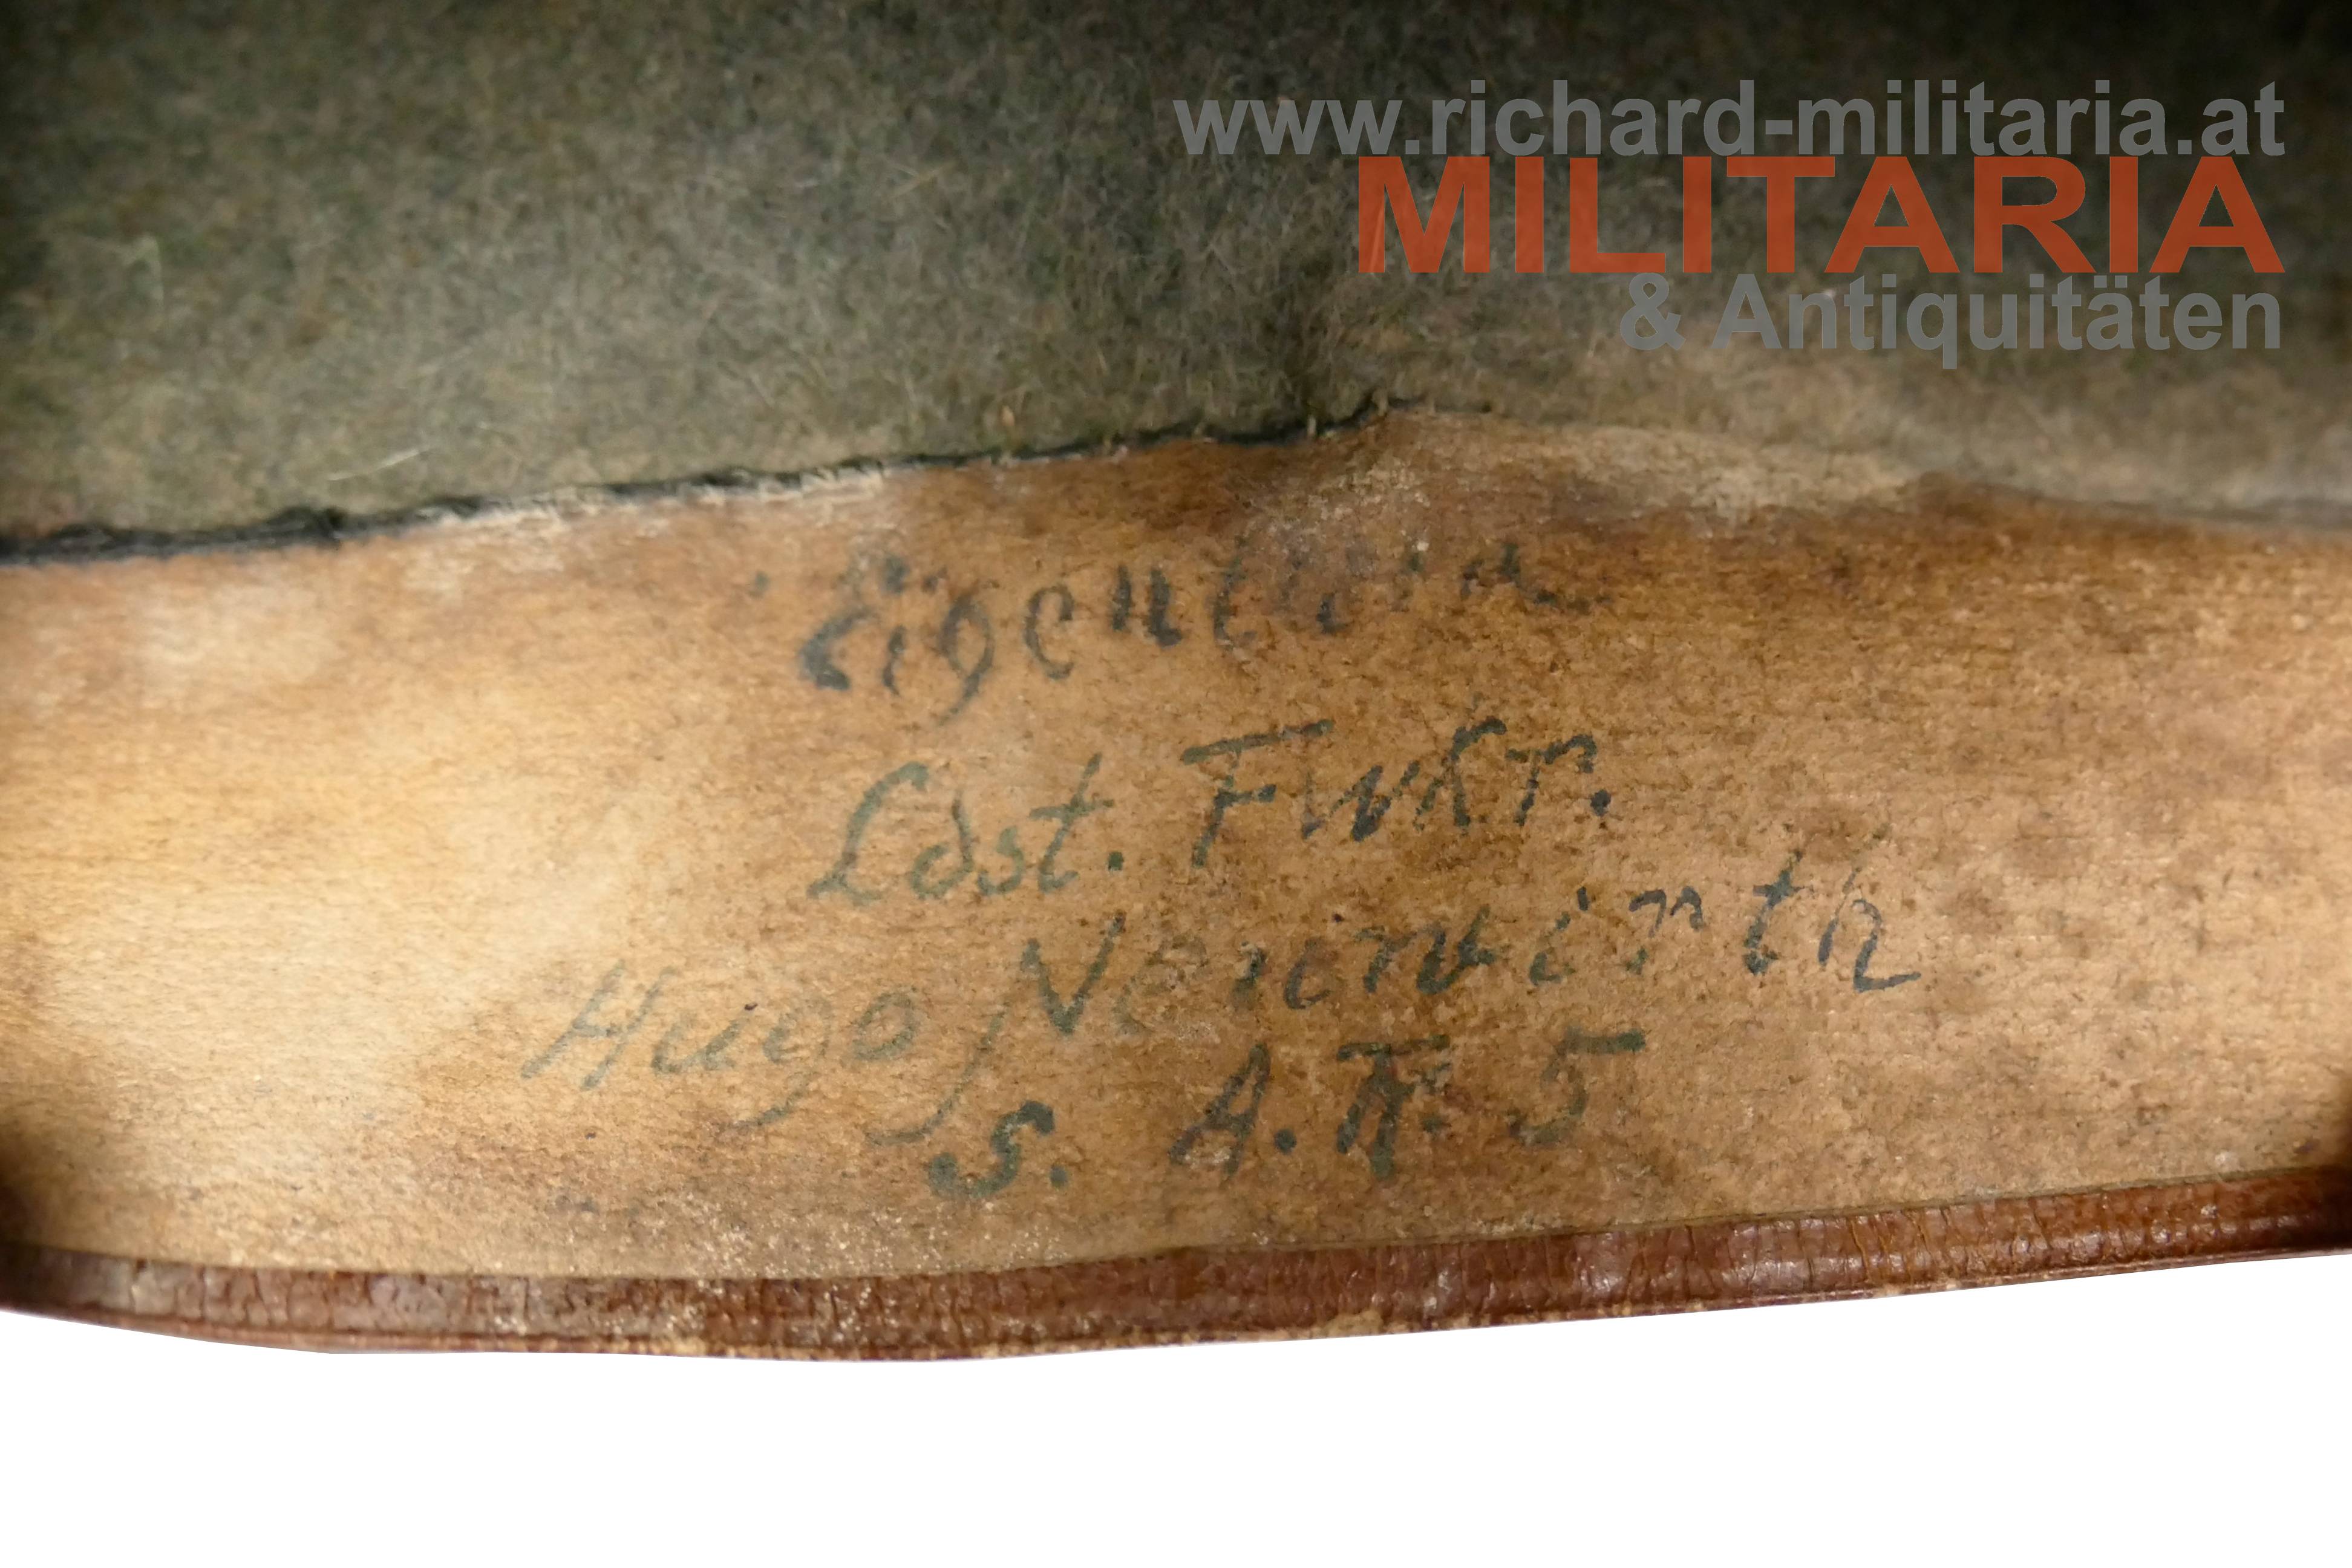 www.richard-militaria.at
MILITARIA
& Antiquitäten
Eigentum
Ldst. Fwkr.
Hugo Neuwirth
s. A. K. 5